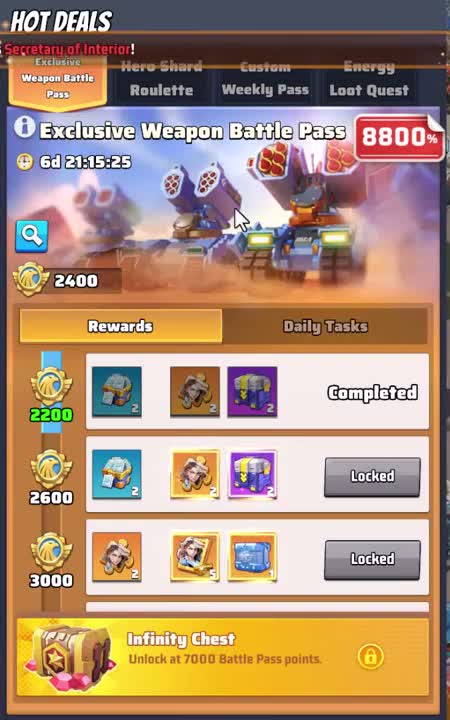 HOT DEALS
Secretary of Interior!
Exclusive
Weapon Battle
Pass
Hero Shard
Roulette
Custom
Weekly Pass
Energy
Loot Quest
Exclusive Weapon Battle Pass
8800%
6d 21:15:25
2400
Rewards
Daily Tasks
2200
2
2
2
Completed
2600
2
2
2
Locked
3000
2
5
1
Locked
Infinity Chest
Unlock at 7000 Battle Pass points.